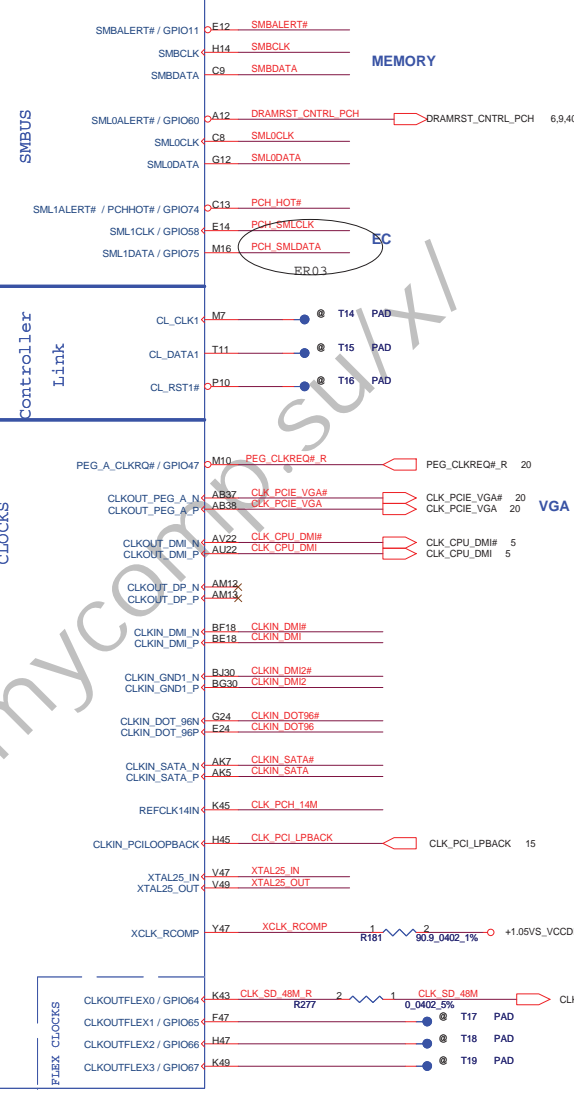 SMBALERT# / GPIO11 E12 SMBALERT#
SMBCLK H14 SMBCLK
SMBDATA C9 SMBDATA
MEMORY
SMBUS
SML0ALERT# / GPIO60 A12 DRAMRST_CNTRL_PCH DRAMRST_CNTRL_PCH 6,9,40
SML0CLK C8 SML0CLK
SML0DATA G12 SML0DATA
SML1ALERT# / PCHHOT# / GPIO74 C13 PCH_HOT#
SML1CLK / GPIO58 E14 PCH_SMLCLK
EC
SML1DATA / GPIO75 M16 PCH_SMLDATA
ER03
Controller
Link
CL_CLK1 M7 @ T14 PAD
CL_DATA1 T11 @ T15 PAD
CL_RST1# P10 @ T16 PAD
PEG_A_CLKRQ# / GPIO47 M10 PEG_CLKREQ#_R PEG_CLKREQ#_R 20
CLOCKS
CLKOUT_PEG_A_N AB37 CLK_PCIE_VGA# CLK_PCIE_VGA# 20
CLKOUT_PEG_A_P AB38 CLK_PCIE_VGA CLK_PCIE_VGA 20
VGA
CLKOUT_DMI_N AV22 CLK_CPU_DMI# CLK_CPU_DMI# 5
CLKOUT_DMI_P AU22 CLK_CPU_DMI CLK_CPU_DMI 5
CLKOUT_DP_N AM12
CLKOUT_DP_P AM13
CLKIN_DMI_N BF18 CLKIN_DMI#
CLKIN_DMI_P BE18 CLKIN_DMI
CLKIN_GND1_N BJ30 CLKIN_DMI2#
CLKIN_GND1_P BG30 CLKIN_DMI2
CLKIN_DOT_96N G24 CLKIN_DOT96#
CLKIN_DOT_96P E24 CLKIN_DOT96
CLKIN_SATA_N AK7 CLKIN_SATA#
CLKIN_SATA_P AK5 CLKIN_SATA
REFCLK14IN K45 CLK_PCH_14M
CLKIN_PCILOOPBACK H45 CLK_PCI_LPBACK CLK_PCI_LPBACK 15
XTAL25_IN V47 XTAL25_IN
XTAL25_OUT V49 XTAL25_OUT
XCLK_RCOMP Y47 XCLK_RCOMP 1 2 +1.05VS_VCCD
R181 90.9_0402_1%
FLEX CLOCKS
CLKOUTFLEX0 / GPIO64 K43 CLK_SD_48M_R 2 1 CLK_SD_48M
R277 0_0402_5%
CLKOUTFLEX1 / GPIO65 F47 @ T17 PAD
CLKOUTFLEX2 / GPIO66 H47 @ T18 PAD
CLKOUTFLEX3 / GPIO67 K49 @ T19 PAD
mycomp.su/x/